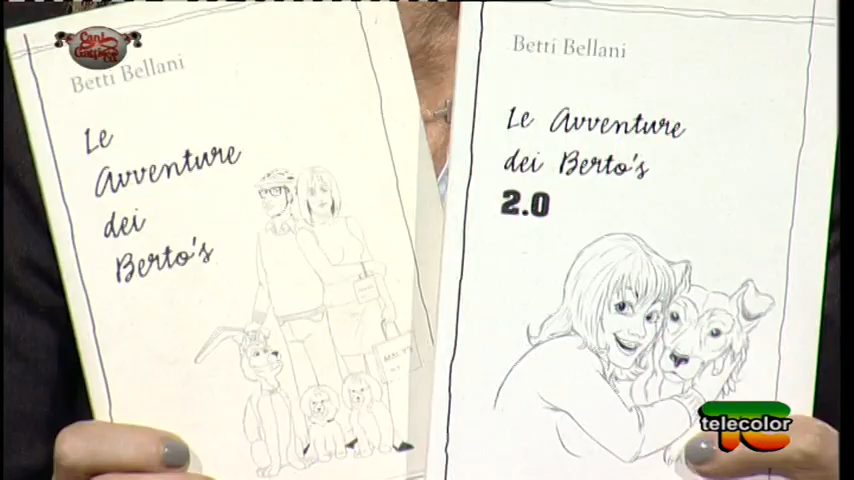 Betti Bellani
Le
Avventure
dei
Berto's
Betti Bellani
Le Avventure
dei Berto's
2.0
telecolor